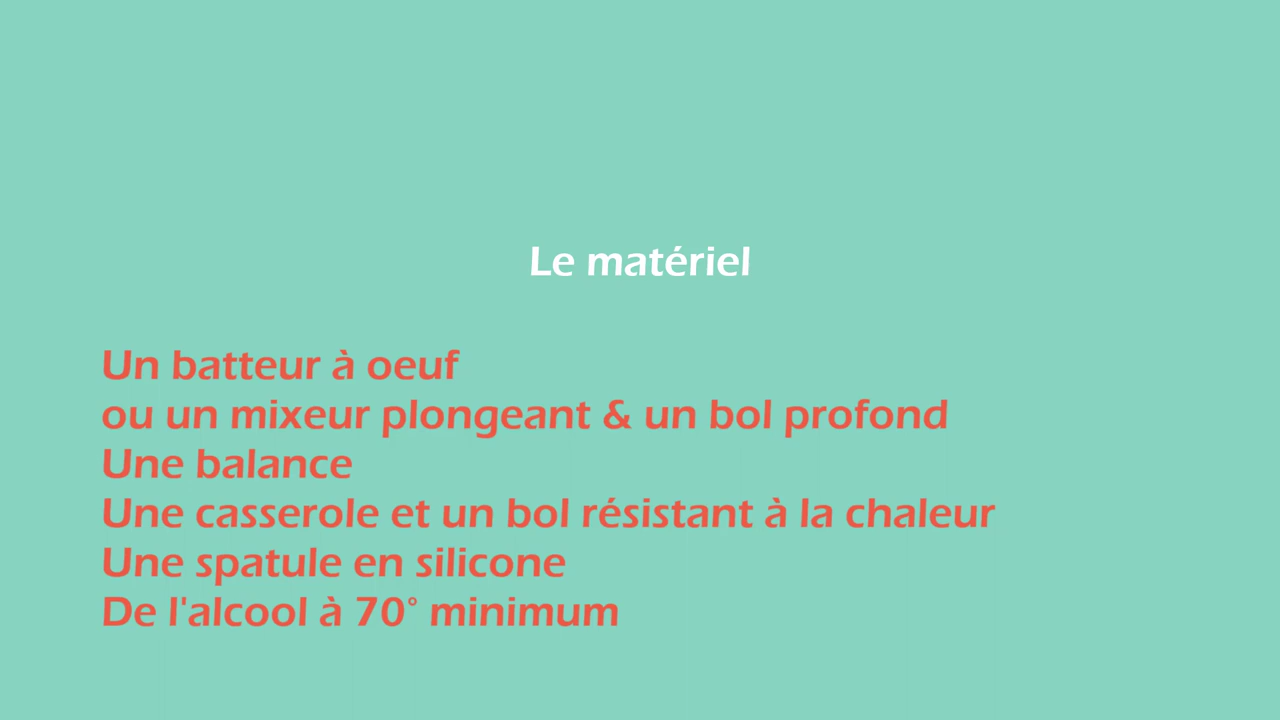 Le matériel
Un batteur à oeuf
ou un mixeur plongeant & un bol profond
Une balance
Une casserole et un bol résistant à la chaleur
Une spatule en silicone
De l'alcool à 70° minimum